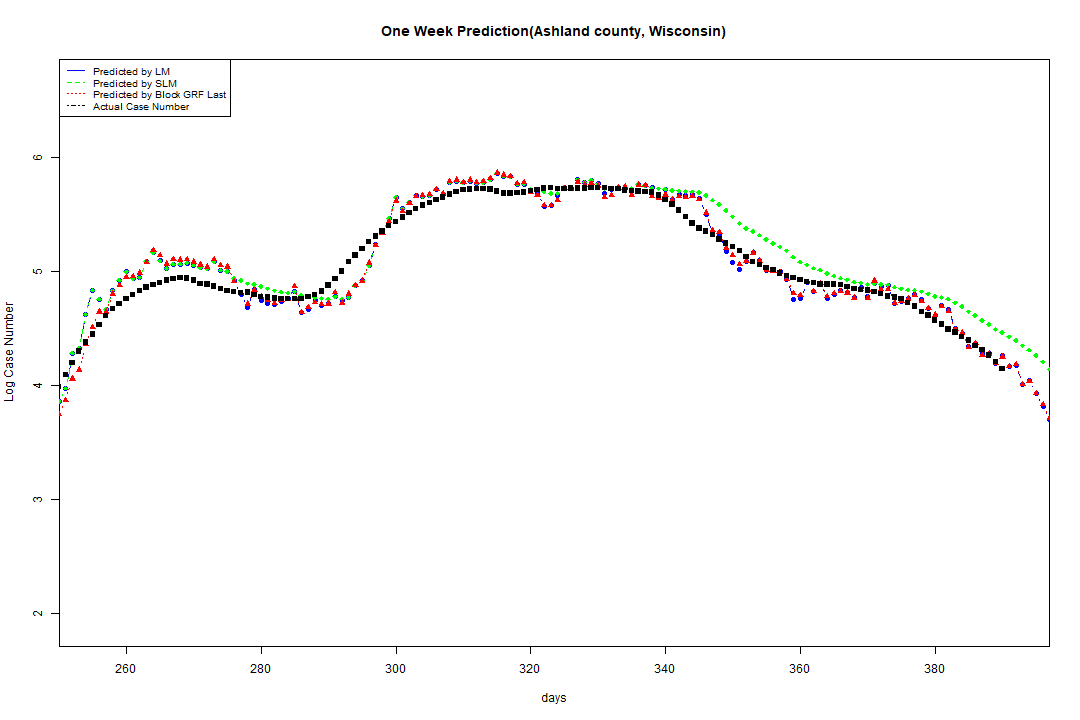 One Week Prediction(Ashland county, Wisconsin)
Predicted by LM
Predicted by SLM
Predicted by Block GRF Last
Actual Case Number
6
5
4
3
2
Log Case Number
260 280 300 320 340 360 380
days